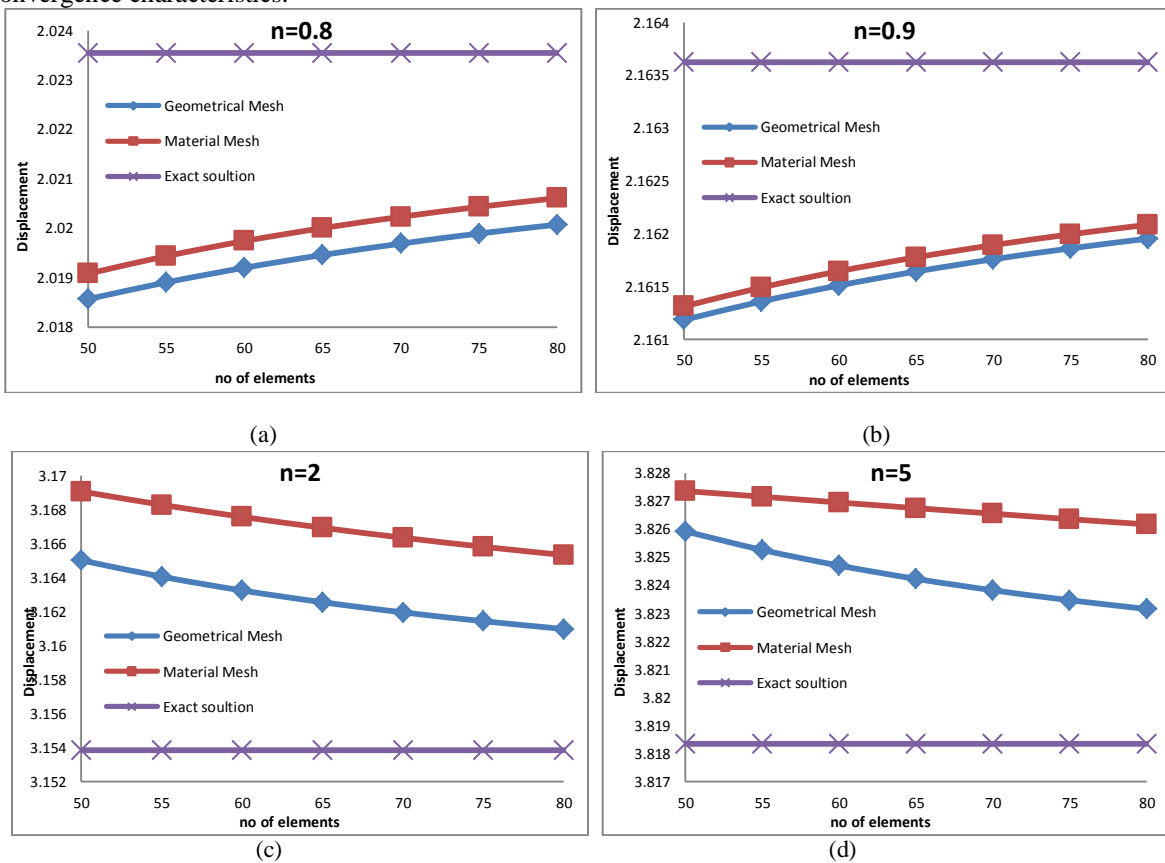 onvergence characteristics.
n=0.8
2.024
2.023
2.022
2.021
2.02
2.019
2.018
Displacement
Geometrical Mesh
Material Mesh
Exact soultion
50 55 60 65 70 75 80
no of elements
(a)
n=0.9
2.164
2.1635
2.163
2.1625
2.162
2.1615
2.161
Displacement
Geometrical Mesh
Material Mesh
Exact soultion
50 55 60 65 70 75 80
no of elements
(b)
n=2
3.17
3.168
3.166
3.164
3.162
3.16
3.158
3.156
3.154
3.152
Displacement
Geometrical Mesh
Material Mesh
Exact soultion
50 55 60 65 70 75 80
no of elements
(c)
n=5
3.828
3.827
3.826
3.825
3.824
3.823
3.822
3.821
3.82
3.819
3.818
3.817
Displacement
Geometrical Mesh
Material Mesh
Exact soultion
50 55 60 65 70 75 80
no of elements
(d)